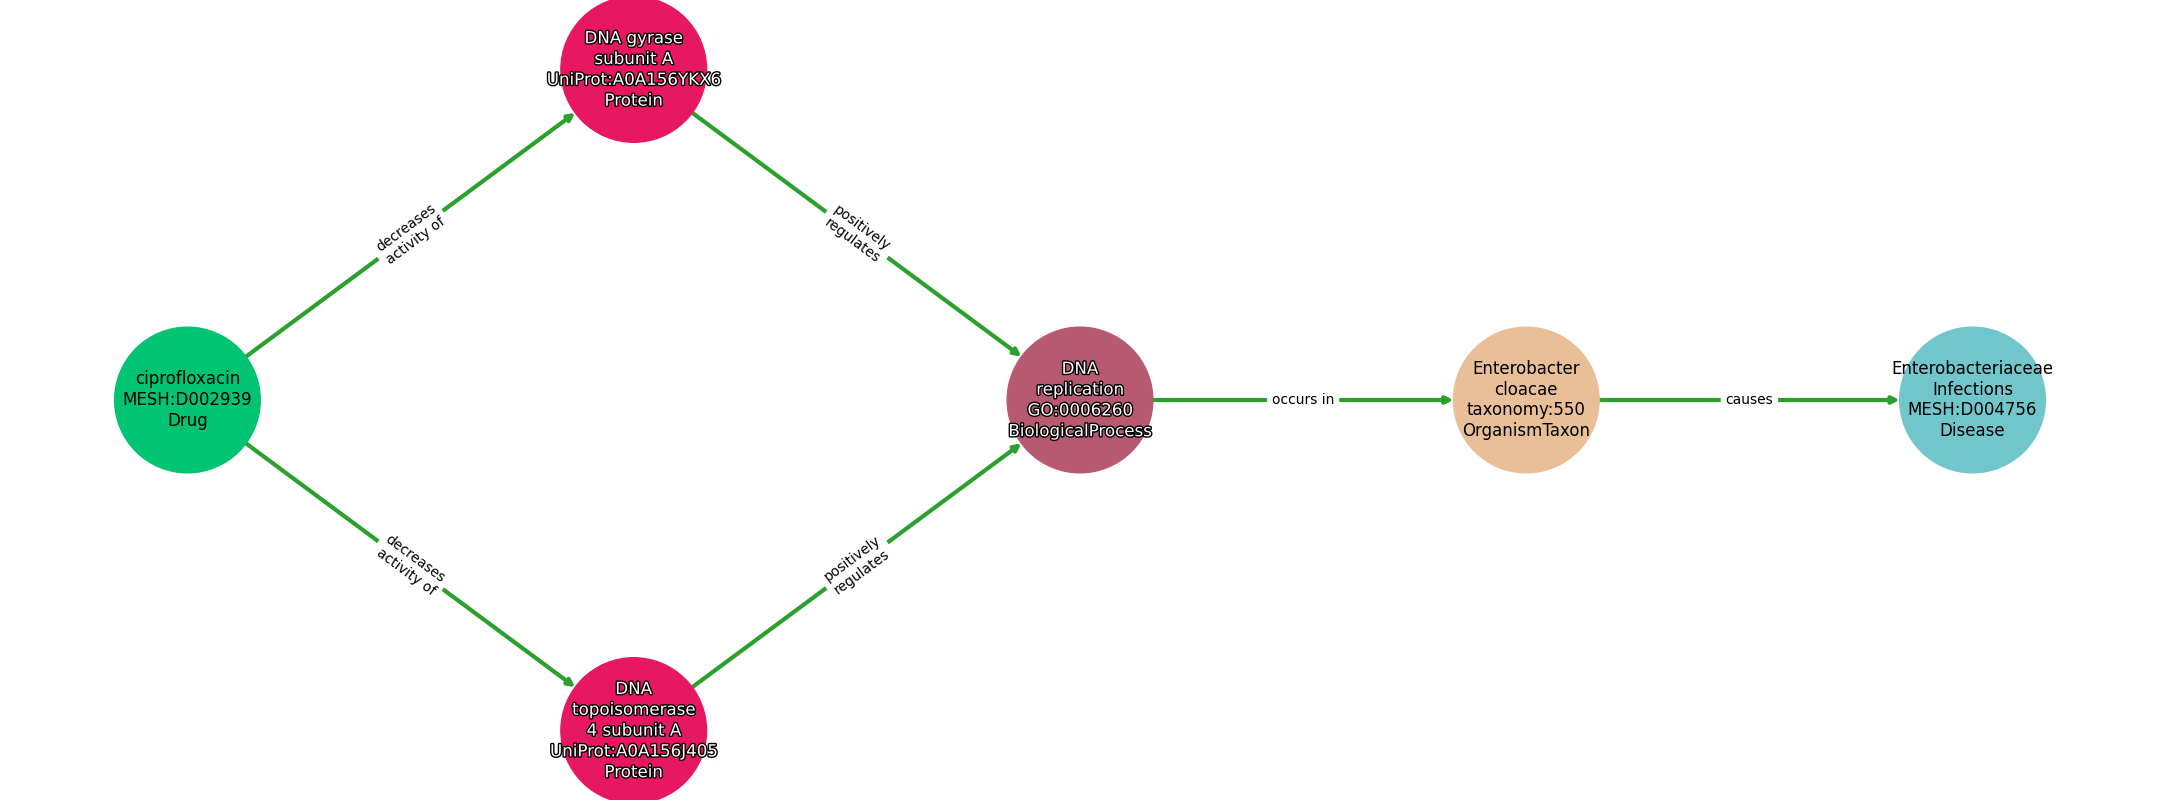 DNA gyrase
subunit A
UniProt:A0A156YKX6
Protein
decreases
activity of
positively
regulates
ciprofloxacin
MESH:D002939
Drug
DNA
replication
GO:0006260
BiologicalProcess
occurs in
Enterobacter
cloacae
taxonomy:550
OrganismTaxon
causes
Enterobacteriaceae
Infections
MESH:D004756
Disease
decreases
activity of
positively
regulates
DNA
topoisomerase
4 subunit A
UniProt:A0A156J405
Protein